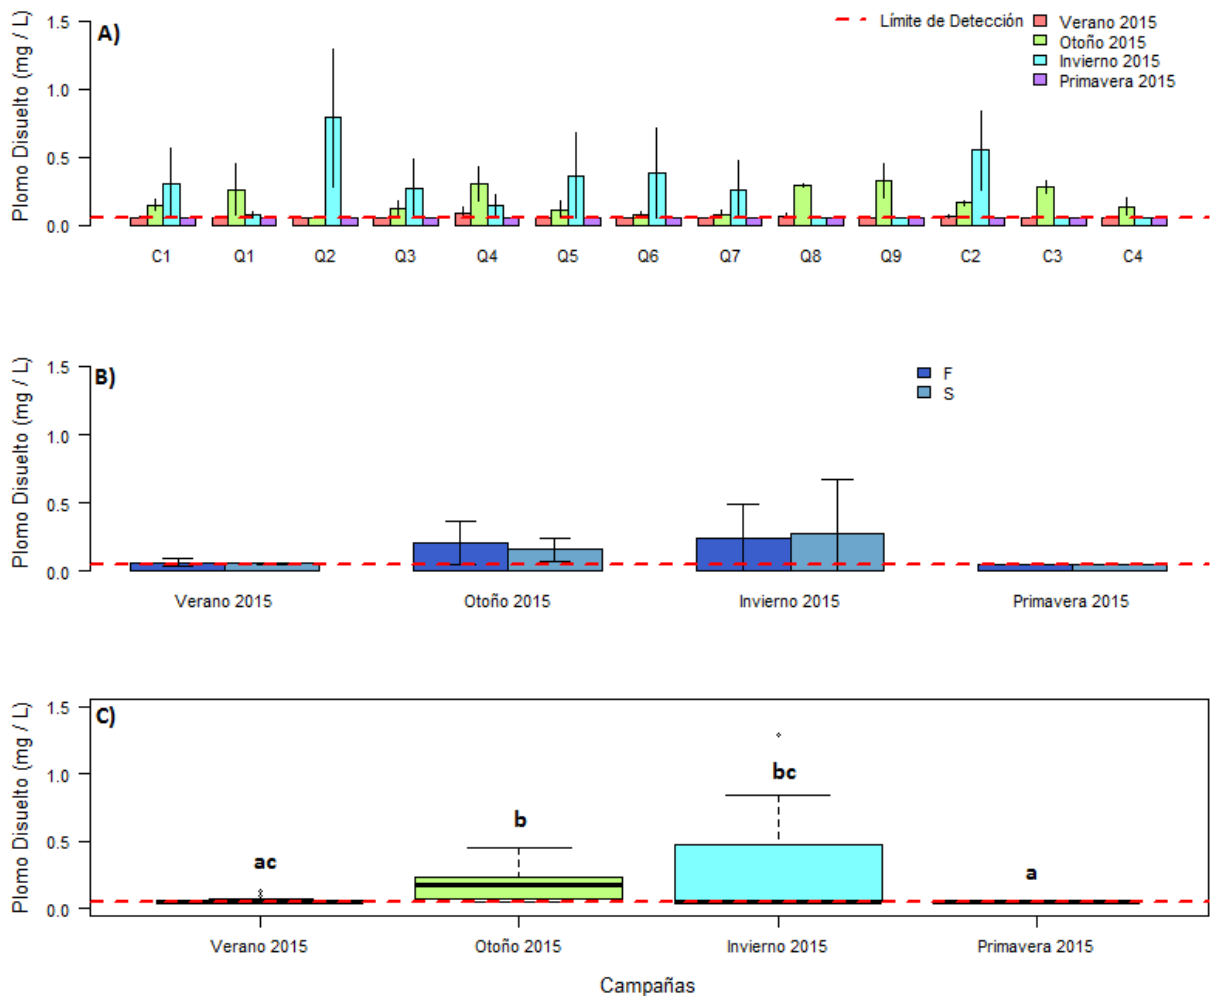 A)
Plomo Disuelto (mg / L)
1.5
1.0
0.5
0.0
Límite de Detección
Verano 2015
Otoño 2015
Invierno 2015
Primavera 2015
C1 Q1 Q2 Q3 Q4 Q5 Q6 Q7 Q8 Q9 C2 C3 C4
B)
Plomo Disuelto (mg / L)
1.5
1.0
0.5
0.0
F
S
Verano 2015 Otoño 2015 Invierno 2015 Primavera 2015
C)
Plomo Disuelto (mg / L)
1.5
1.0
0.5
0.0
ac b bc a
Verano 2015 Otoño 2015 Invierno 2015 Primavera 2015
Campañas